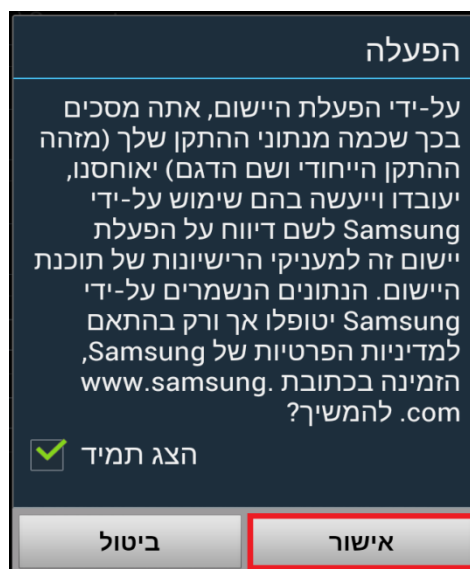 הפעלה
על-ידי הפעלת היישום, אתה מסכים
בכך שכמה מנתוני ההתקן שלך (מזהה
ההתקן הייחודי ושם הדגם) יאוחסנו,
יעובדו וייעשה בהם שימוש על-ידי
Samsung לשם דיווח על הפעלת
יישום זה למעניקי הרישיונות של תוכנת
היישום. הנתונים הנשמרים על-ידי
Samsung יטופלו אך ורק בהתאם
למדיניות הפרטיות של Samsung,
הזמינה בכתובת www.samsung.
com. להמשיך?
הצג תמיד
אישור
ביטול